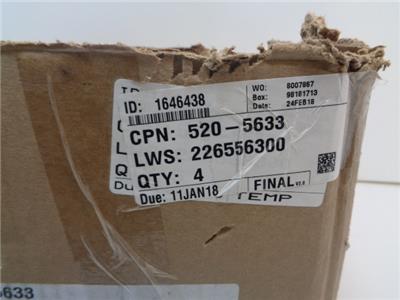 ID: 1646438
WO: 8007867
Box: 98181713
Date: 24FEB18
CPN: 520-5633
LWS: 226556300
QTY: 4
Due: 11JAN18
FINAL
TEMP
5633